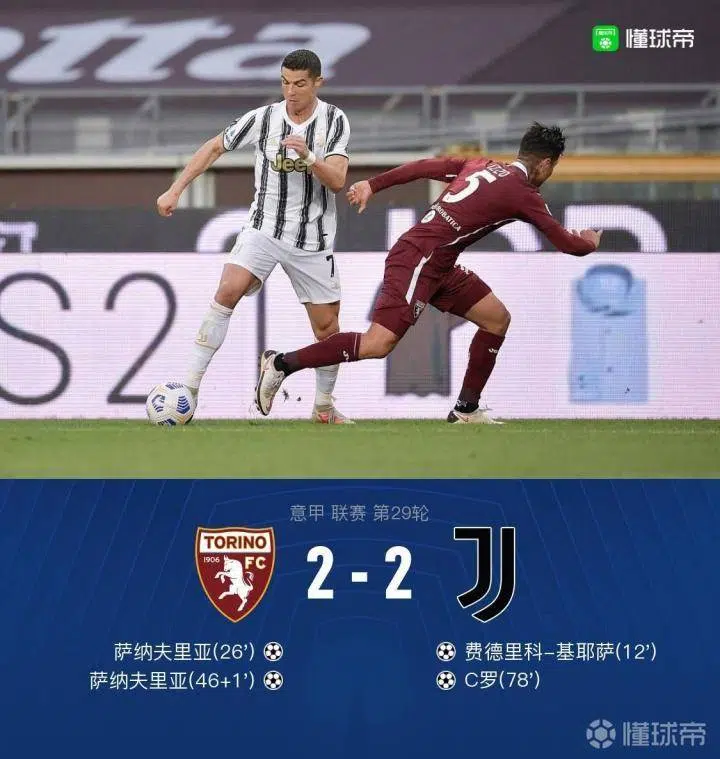 懂球帝
etta
Jeep
7
5
S2
意甲 联赛 第29轮
TORINO
1906
FC
2-2
萨纳夫里亚(26') 费德里科-基耶萨(12')
萨纳夫里亚(46+1') C罗(78')
懂球帝